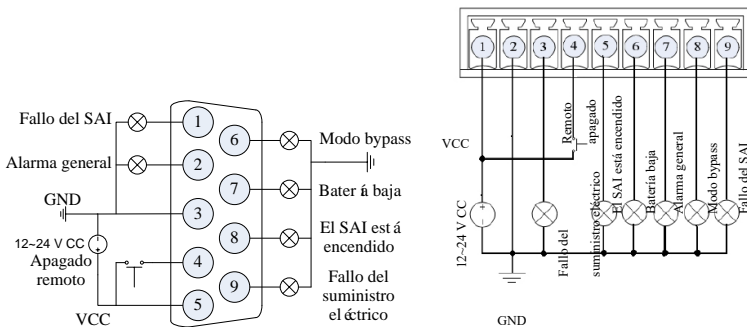 Fallo del SAI
Alarma general
GND
12~24 V CC
Apagado
remoto
VCC
1
2
3
4
5
6
7
8
9
Modo bypass
Bater á baja
El SAI est á
encendido
Fallo del
suministro
el éctrico
1 2 3 4 5 6 7 8 9
VCC
Remoto
apagado
12~24 V CC
Fallo del
suministro eléctrico
El SAI está encendido
Batería baja
Alarma general
Modo bypass
Fallo del SAI
GND